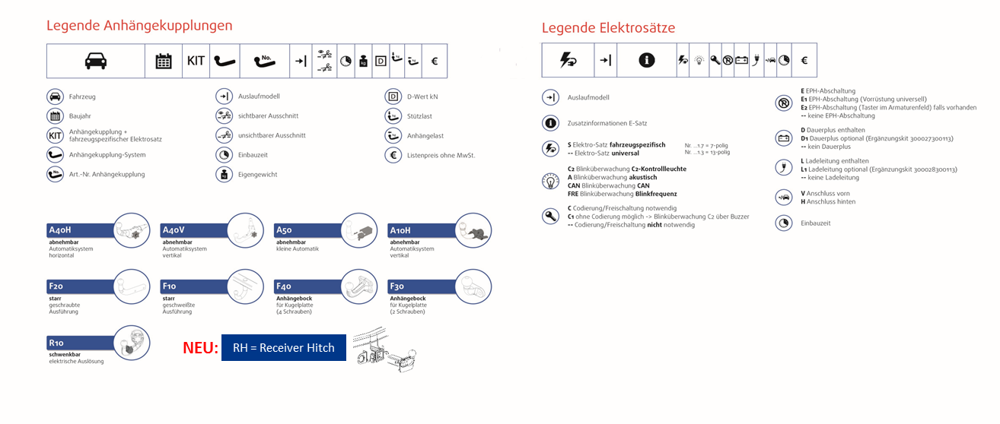 Legende Anhängekupplungen
KIT
No.
kg
D
kg
kg
€
Fahrzeug
Baujahr
KIT
Anhängekupplung +
fahrzeugspezifischer Elektrosatz
Anhängekupplung-System
No.
Art.-Nr. Anhängekupplung
Auslaufmodell
sichtbarer Ausschnitt
unsichtbarer Ausschnitt
Einbauzeit
kg
Eigengewicht
D
D-Wert kN
kg
Stützlast
kg
Anhängelast
€
Listenpreis ohne MwSt.
A40H
abnehmbar
Automatiksystem
horizontal
A40V
abnehmbar
Automatiksystem
vertikal
A50
abnehmbar
kleine Automatik
A10H
abnehmbar
Automatiksystem
vertikal
F20
starr
geschraubte
Ausführung
F10
starr
geschweißte
Ausführung
F40
Anhängebock
für Kugelplatte
(4 Schrauben)
F30
Anhängebock
für Kugelplatte
(2 Schrauben)
R10
schwenkbar
elektrische Auslösung
NEU:
RH = Receiver Hitch
Legende Elektrosätze
€
Auslaufmodell
Zusatzinformationen E-Satz
S Elektro-Satz fahrzeugspezifisch
-- Elektro-Satz universal
Nr. ...1.7 = 7-polig
Nr. ...1.3 = 13-polig
C2 Blinküberwachung C2-Kontrollleuchte
A Blinküberwachung akustisch
CAN Blinküberwachung CAN
FRE Blinküberwachung Blinkfrequenz
C Codierung/Freischaltung notwendig
C1 ohne Codierung möglich -> Blinküberwachung C2 über Buzzer
-- Codierung/Freischaltung nicht notwendig
E EPH-Abschaltung
E1 EPH-Abschaltung (Vorrüstung universell)
E2 EPH-Abschaltung (Taster im Armaturenfeld) falls vorhanden
-- keine EPH-Abschaltung
D Dauerplus enthalten
D1 Dauerplus optional (Ergänzungskit 300027300113)
-- kein Dauerplus
L Ladeleitung enthalten
L1 Ladeleitung optional (Ergänzungskit 300028300113)
-- keine Ladeleitung
V Anschluss vorn
H Anschluss hinten
Einbauzeit